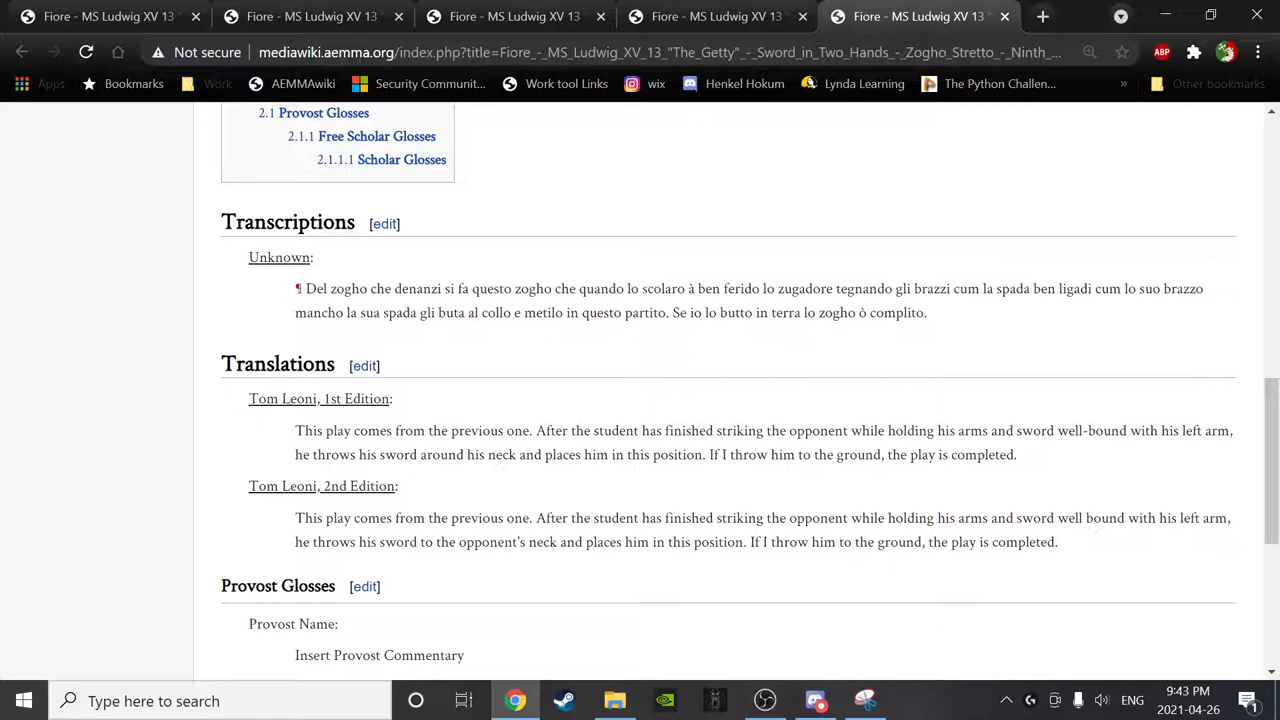 Fiore - MS Ludwig XV 13
Fiore - MS Ludwig XV 13
Fiore - MS Ludwig XV 13
Fiore - MS Ludwig XV 13
Fiore - MS Ludwig XV 13
Not secure mediawiki.aemma.org/index.php?title=Fiore_-_MS_Ludwig_XV_13_"The_Getty"_-_Sword_in_Two_Hands_-_Zogho_Stretto_-_Ninth_...
ABP
Apps Bookmarks Work AEMMAwiki Security Communit... Work tool Links wix Henkel Hokum Lynda Learning The Python Challen... » Other bookmarks
2.1 Provost Glosses
2.1.1 Free Scholar Glosses
2.1.1.1 Scholar Glosses
Transcriptions [edit]
Unknown:
¶ Del zogho che denanzi si fa questo zogho che quando lo scolaro à ben ferido lo zugadore tegnando gli brazzi cum la spada ben ligadi cum lo suo brazzo
mancho la sua spada gli buta al collo e metilo in questo partito. Se io lo butto in terra lo zogho ò complito.
Translations [edit]
Tom Leoni, 1st Edition:
This play comes from the previous one. After the student has finished striking the opponent while holding his arms and sword well-bound with his left arm,
he throws his sword around his neck and places him in this position. If I throw him to the ground, the play is completed.
Tom Leoni, 2nd Edition:
This play comes from the previous one. After the student has finished striking the opponent while holding his arms and sword well bound with his left arm,
he throws his sword to the opponent's neck and places him in this position. If I throw him to the ground, the play is completed.
Provost Glosses [edit]
Provost Name:
Insert Provost Commentary
Type here to search
ENG
9:43 PM
2021-04-26
1